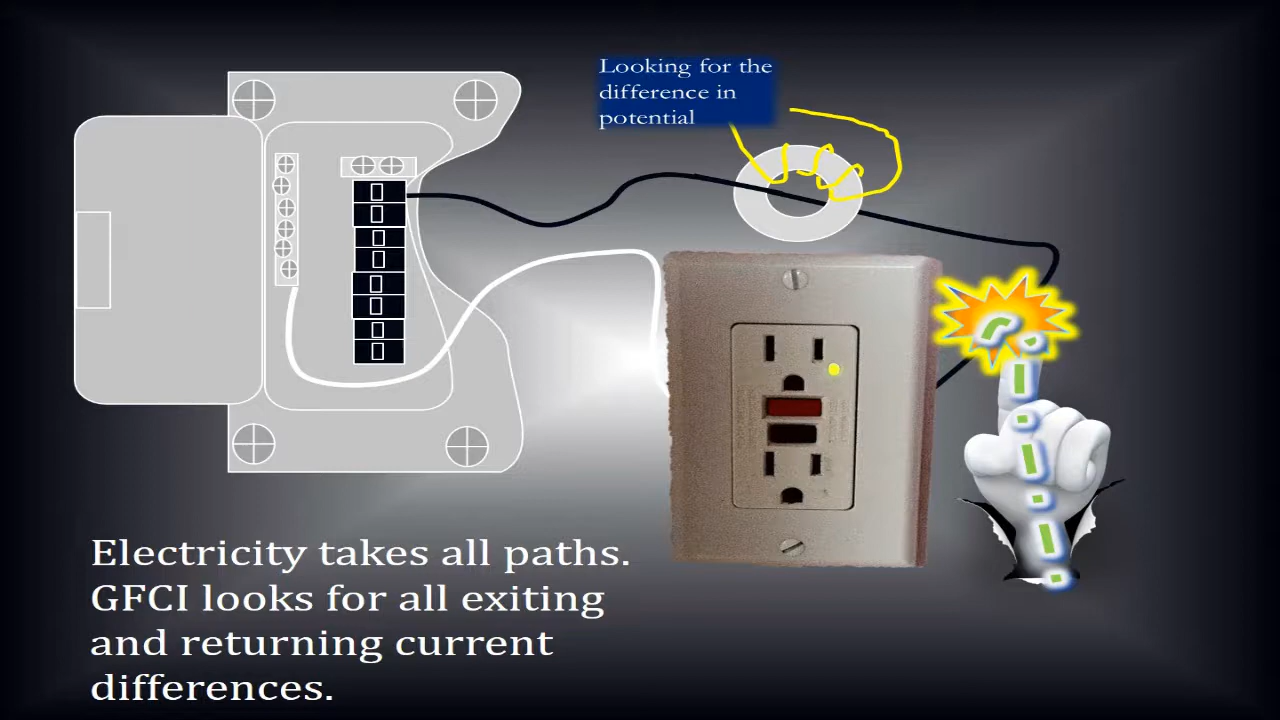 Looking for the
difference in
potential
Electricity takes all paths.
GFCI looks for all exiting
and returning current
differences.